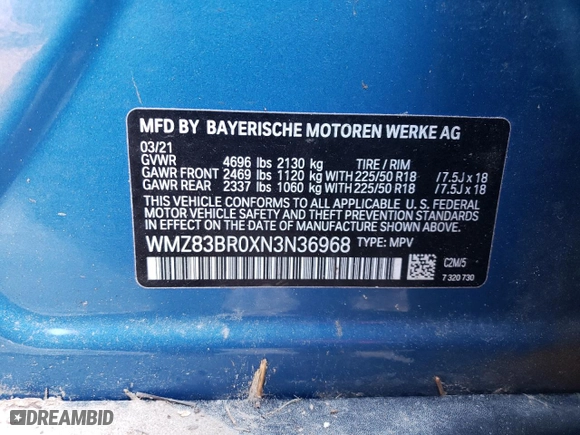 MFD BY BAYERISCHE MOTOREN WERKE AG
03/21
GVWR 4696 lbs 2130 kg TIRE / RIM
GAWR FRONT 2469 lbs 1120 kg WITH 225/50 R18 /7.5J x 18
GAWR REAR 2337 lbs 1060 kg WITH 225/50 R18 /7.5J x 18
THIS VEHICLE CONFORMS TO ALL APPLICABLE U. S. FEDERAL
MOTOR VEHICLE SAFETY AND THEFT PREVENTION STANDARDS
IN EFFECT ON THE DATE OF MANUFACTURE SHOWN ABOVE.
WMZ83BR0XN3N36968 TYPE: MPV
C2M/5
7 320 730
DREAMBID